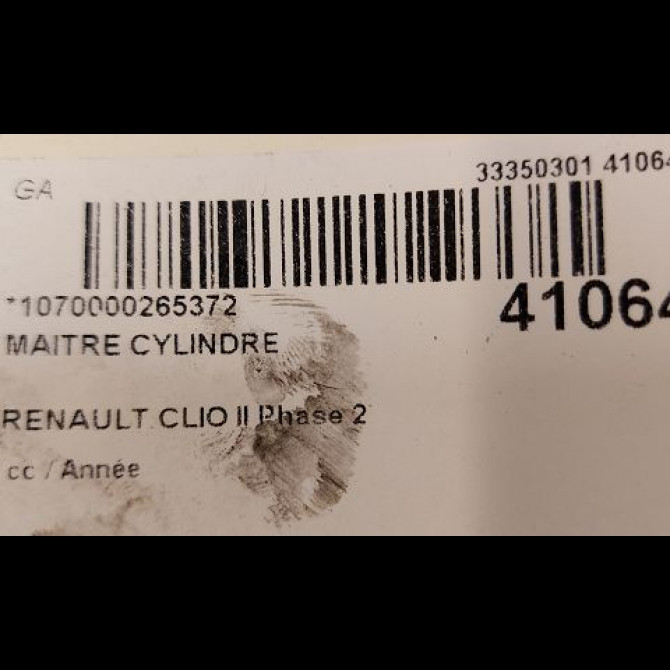 33350301 41064
GA
*1070000265372
41064
MAITRE CYLINDRE
RENAULT CLIO II Phase 2
cc / Année